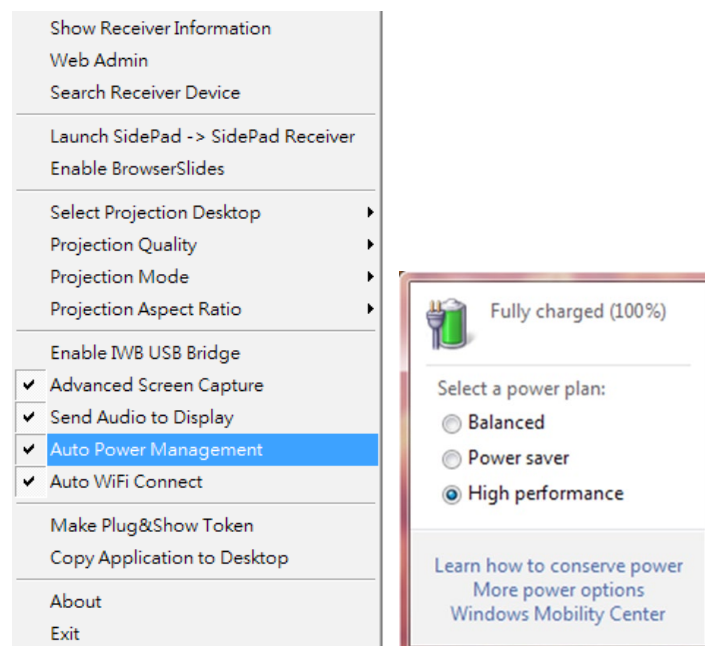 Show Receiver Information
Web Admin
Search Receiver Device
Launch SidePad -> SidePad Receiver
Enable BrowserSlides
Select Projection Desktop
Projection Quality
Projection Mode
Projection Aspect Ratio
Enable IWB USB Bridge
Advanced Screen Capture
Send Audio to Display
Auto Power Management
Auto WiFi Connect
Make Plug&Show Token
Copy Application to Desktop
About
Exit
Fully charged (100%)
Select a power plan:
Balanced
Power saver
High performance
Learn how to conserve power
More power options
Windows Mobility Center